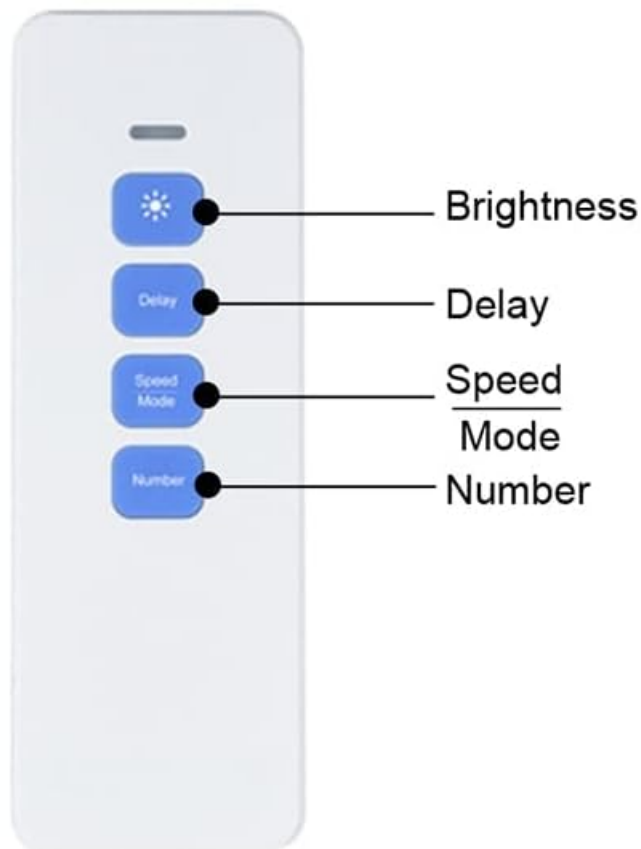 Brightness
Delay
Delay
Speed
Mode
Speed
Mode
Number
Number